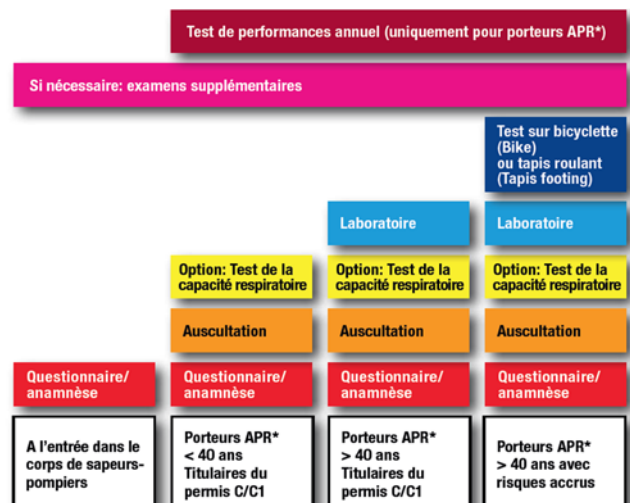 Test de performances annuel (uniquement pour porteurs APR*)
Si nécessaire: examens supplémentaires
Test sur bicyclette
(Bike)
ou tapis roulant
(Tapis footing)
Laboratoire
Laboratoire
Option: Test de la
capacité respiratoire
Option: Test de la
capacité respiratoire
Option: Test de la
capacité respiratoire
Auscultation
Auscultation
Auscultation
Questionnaire/
anamnèse
Questionnaire/
anamnèse
Questionnaire/
anamnèse
Questionnaire/
anamnèse
A l'entrée dans le
corps de sapeurs-
pompiers
Porteurs APR*
< 40 ans
Titulaires du
permis C/C1
Porteurs APR*
> 40 ans
Titulaires du
permis C/C1
Porteurs APR*
> 40 ans avec
risques accrus